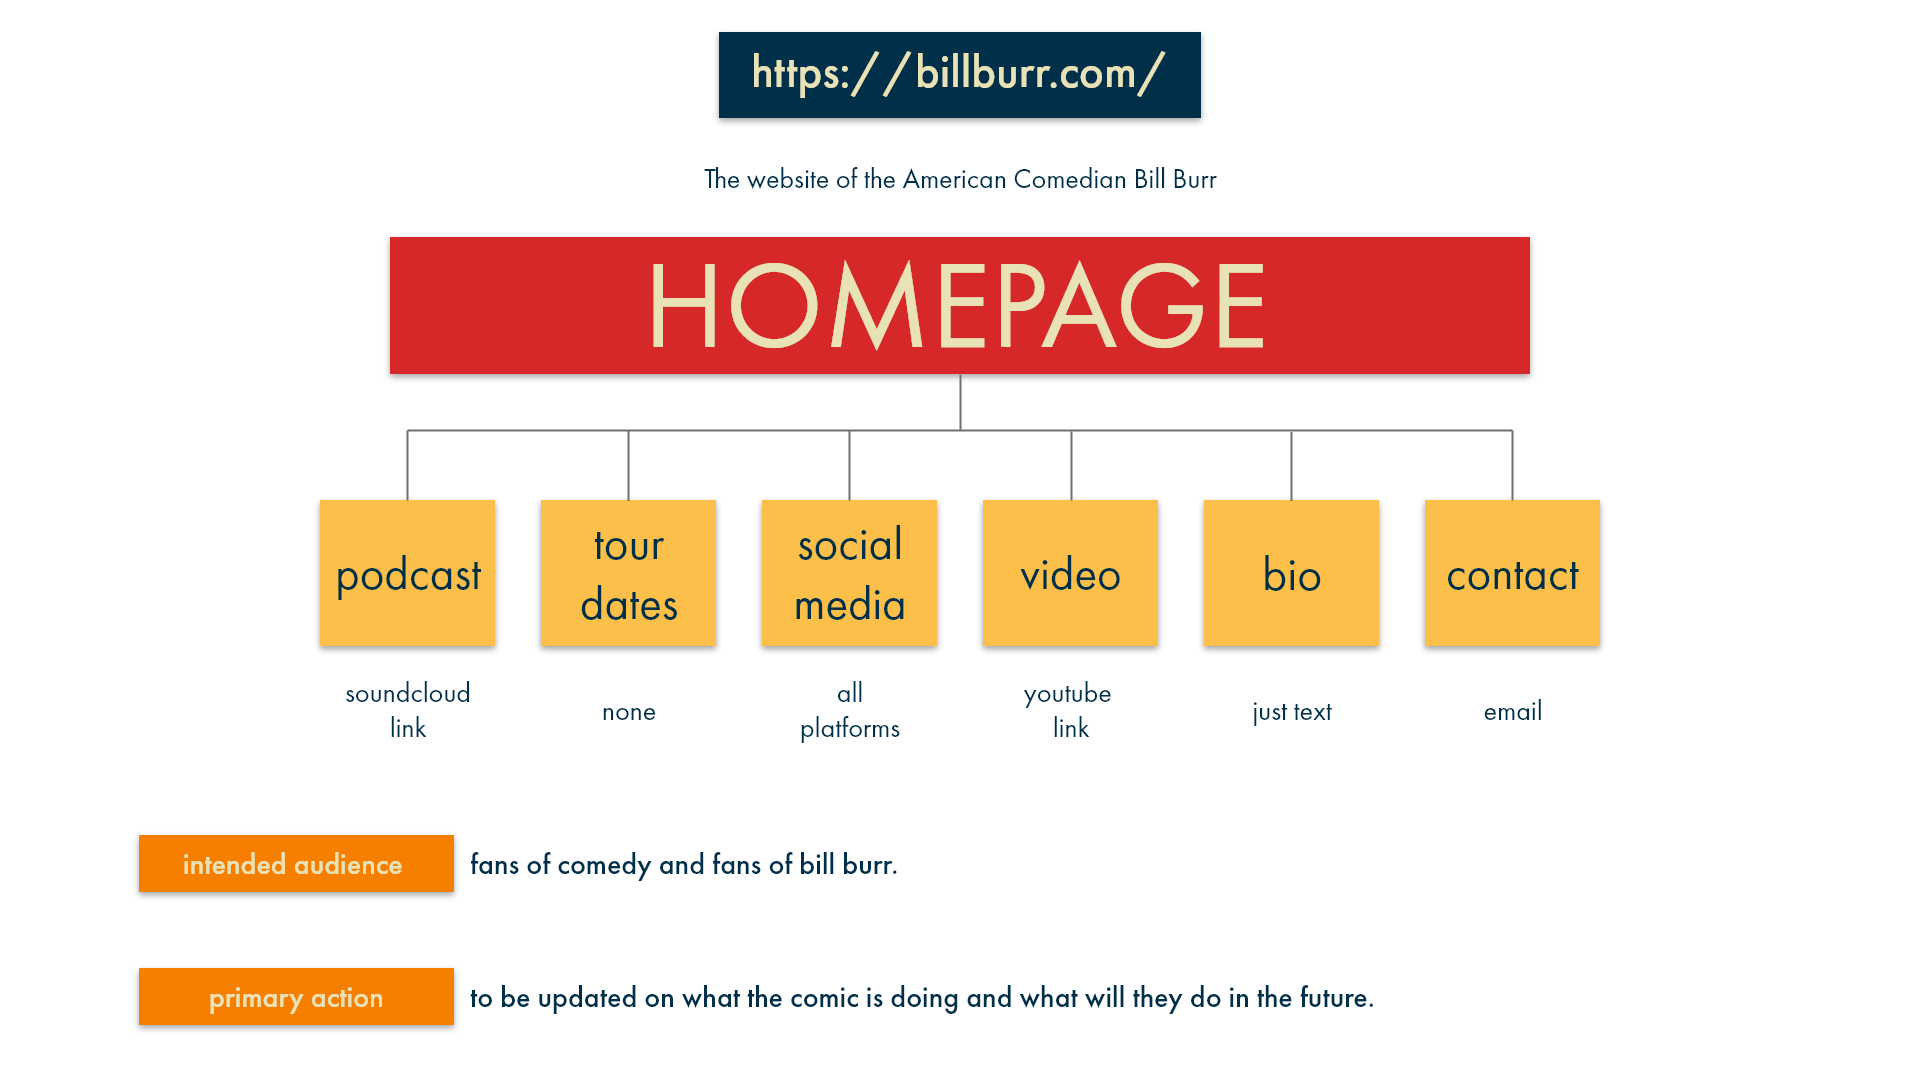 https://billburr.com/
The website of the American Comedian Bill Burr
HOMEPAGE
podcast
tour
dates
social
media
video
bio
contact
soundcloud
link
none
all
platforms
youtube
link
just text
email
intended audience
fans of comedy and fans of bill burr.
primary action
to be updated on what the comic is doing and what will they do in the future.